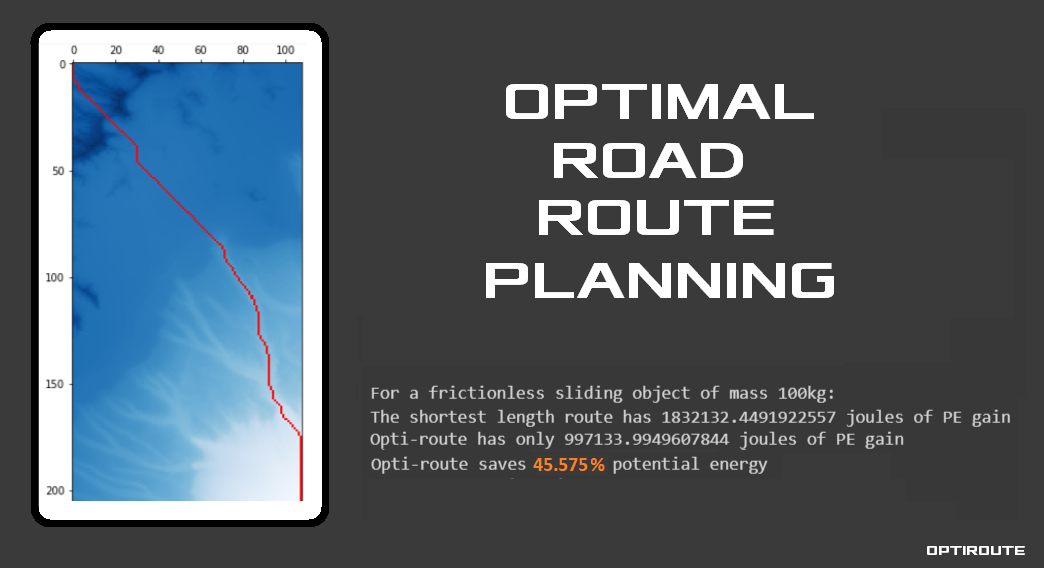 0 20 40 60 80 100
0
50
100
150
200
OPTIMAL
ROAD
ROUTE
PLANNING
For a frictionless sliding object of mass 100kg:
The shortest length route has 1832132.4491922557 joules of PE gain
Opti-route has only 997133.9949607844 joules of PE gain
Opti-route saves 45.575% potential energy
OPTIROUTE